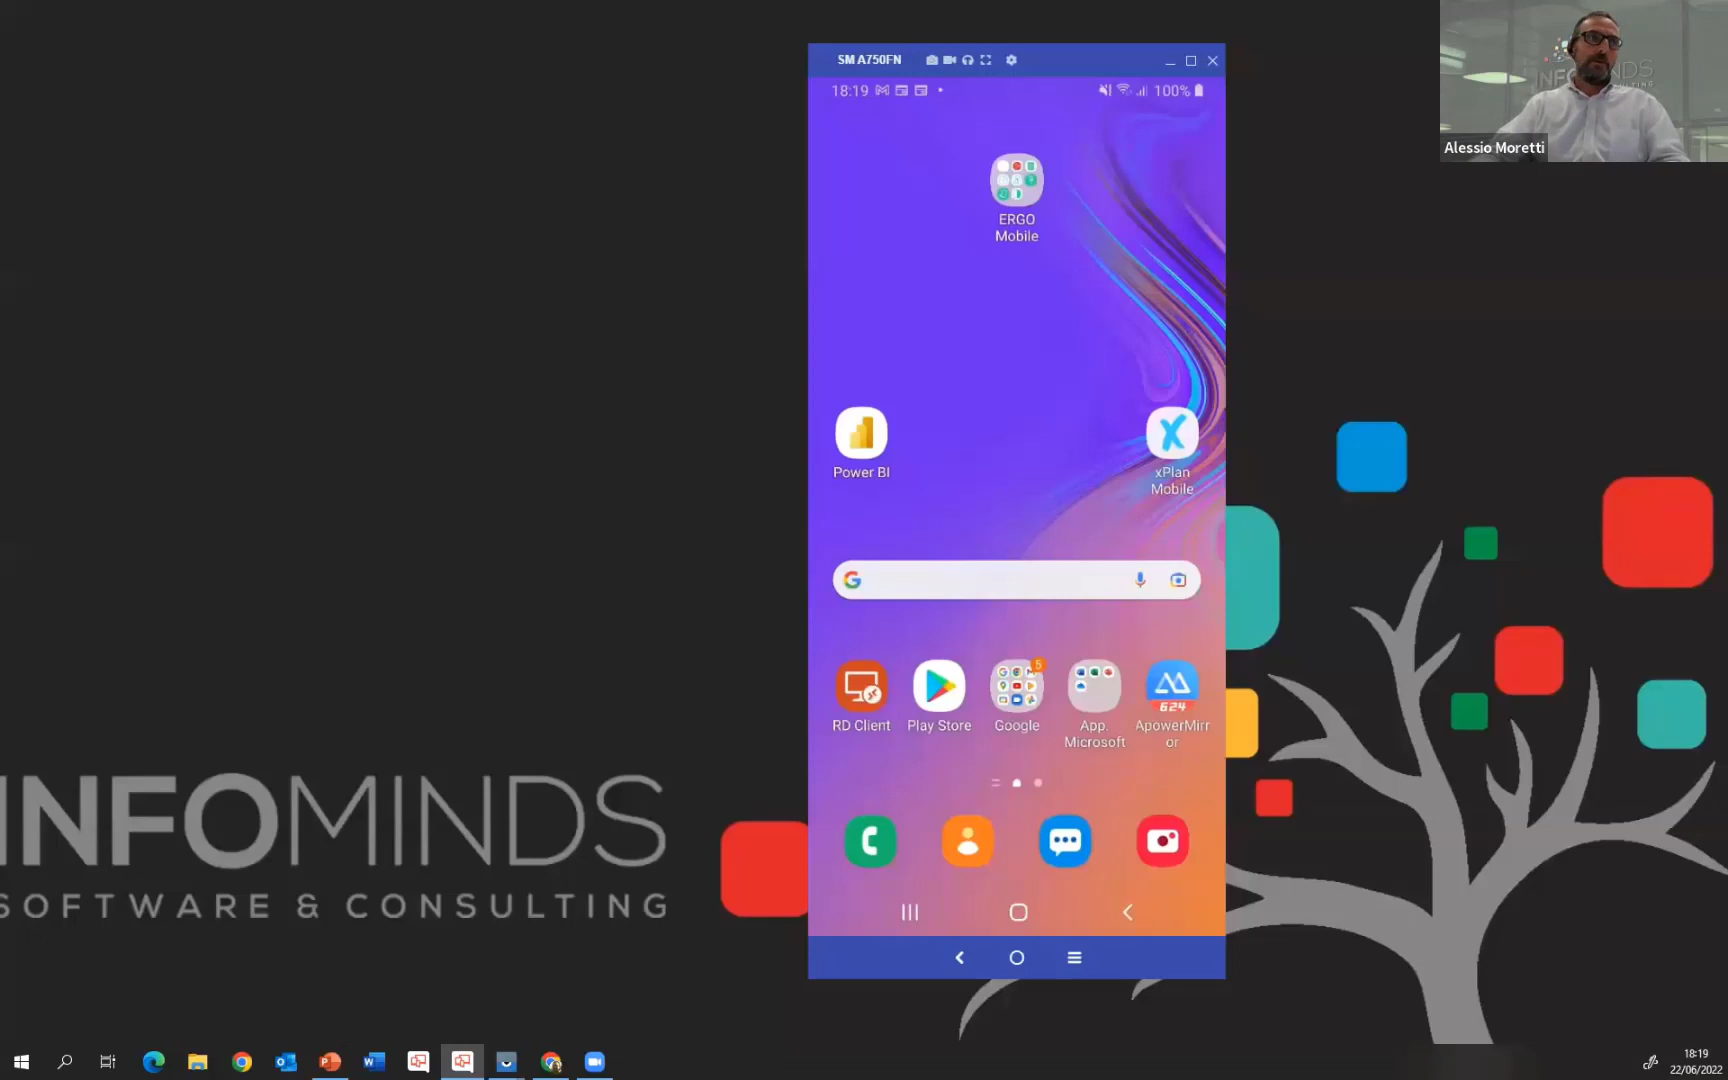 SM A750FN
18:19
100%
ERGO
Mobile
Power BI
xPlan
Mobile
RD Client
Play Store
Google
5
App.
Microsoft
624
ApowerMirr
or
INFOMINDS
SOFTWARE & CONSULTING
Alessio Moretti
18:19
22/06/2022